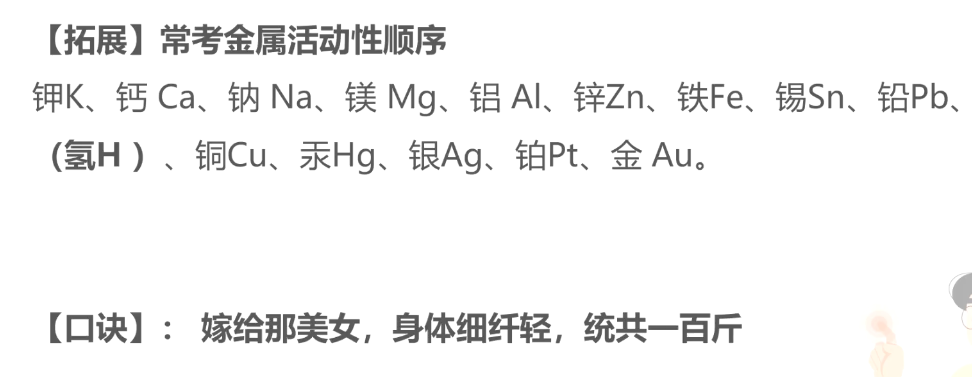 【拓展】常考金属活动性顺序
钾K、钙 Ca、钠 Na、镁 Mg、铝 Al、锌Zn、铁Fe、锡Sn、铅Pb、
（氢H ）、铜Cu、汞Hg、银Ag、铂Pt、金 Au。
【口诀】： 嫁给那美女，身体细纤轻，统共一百斤